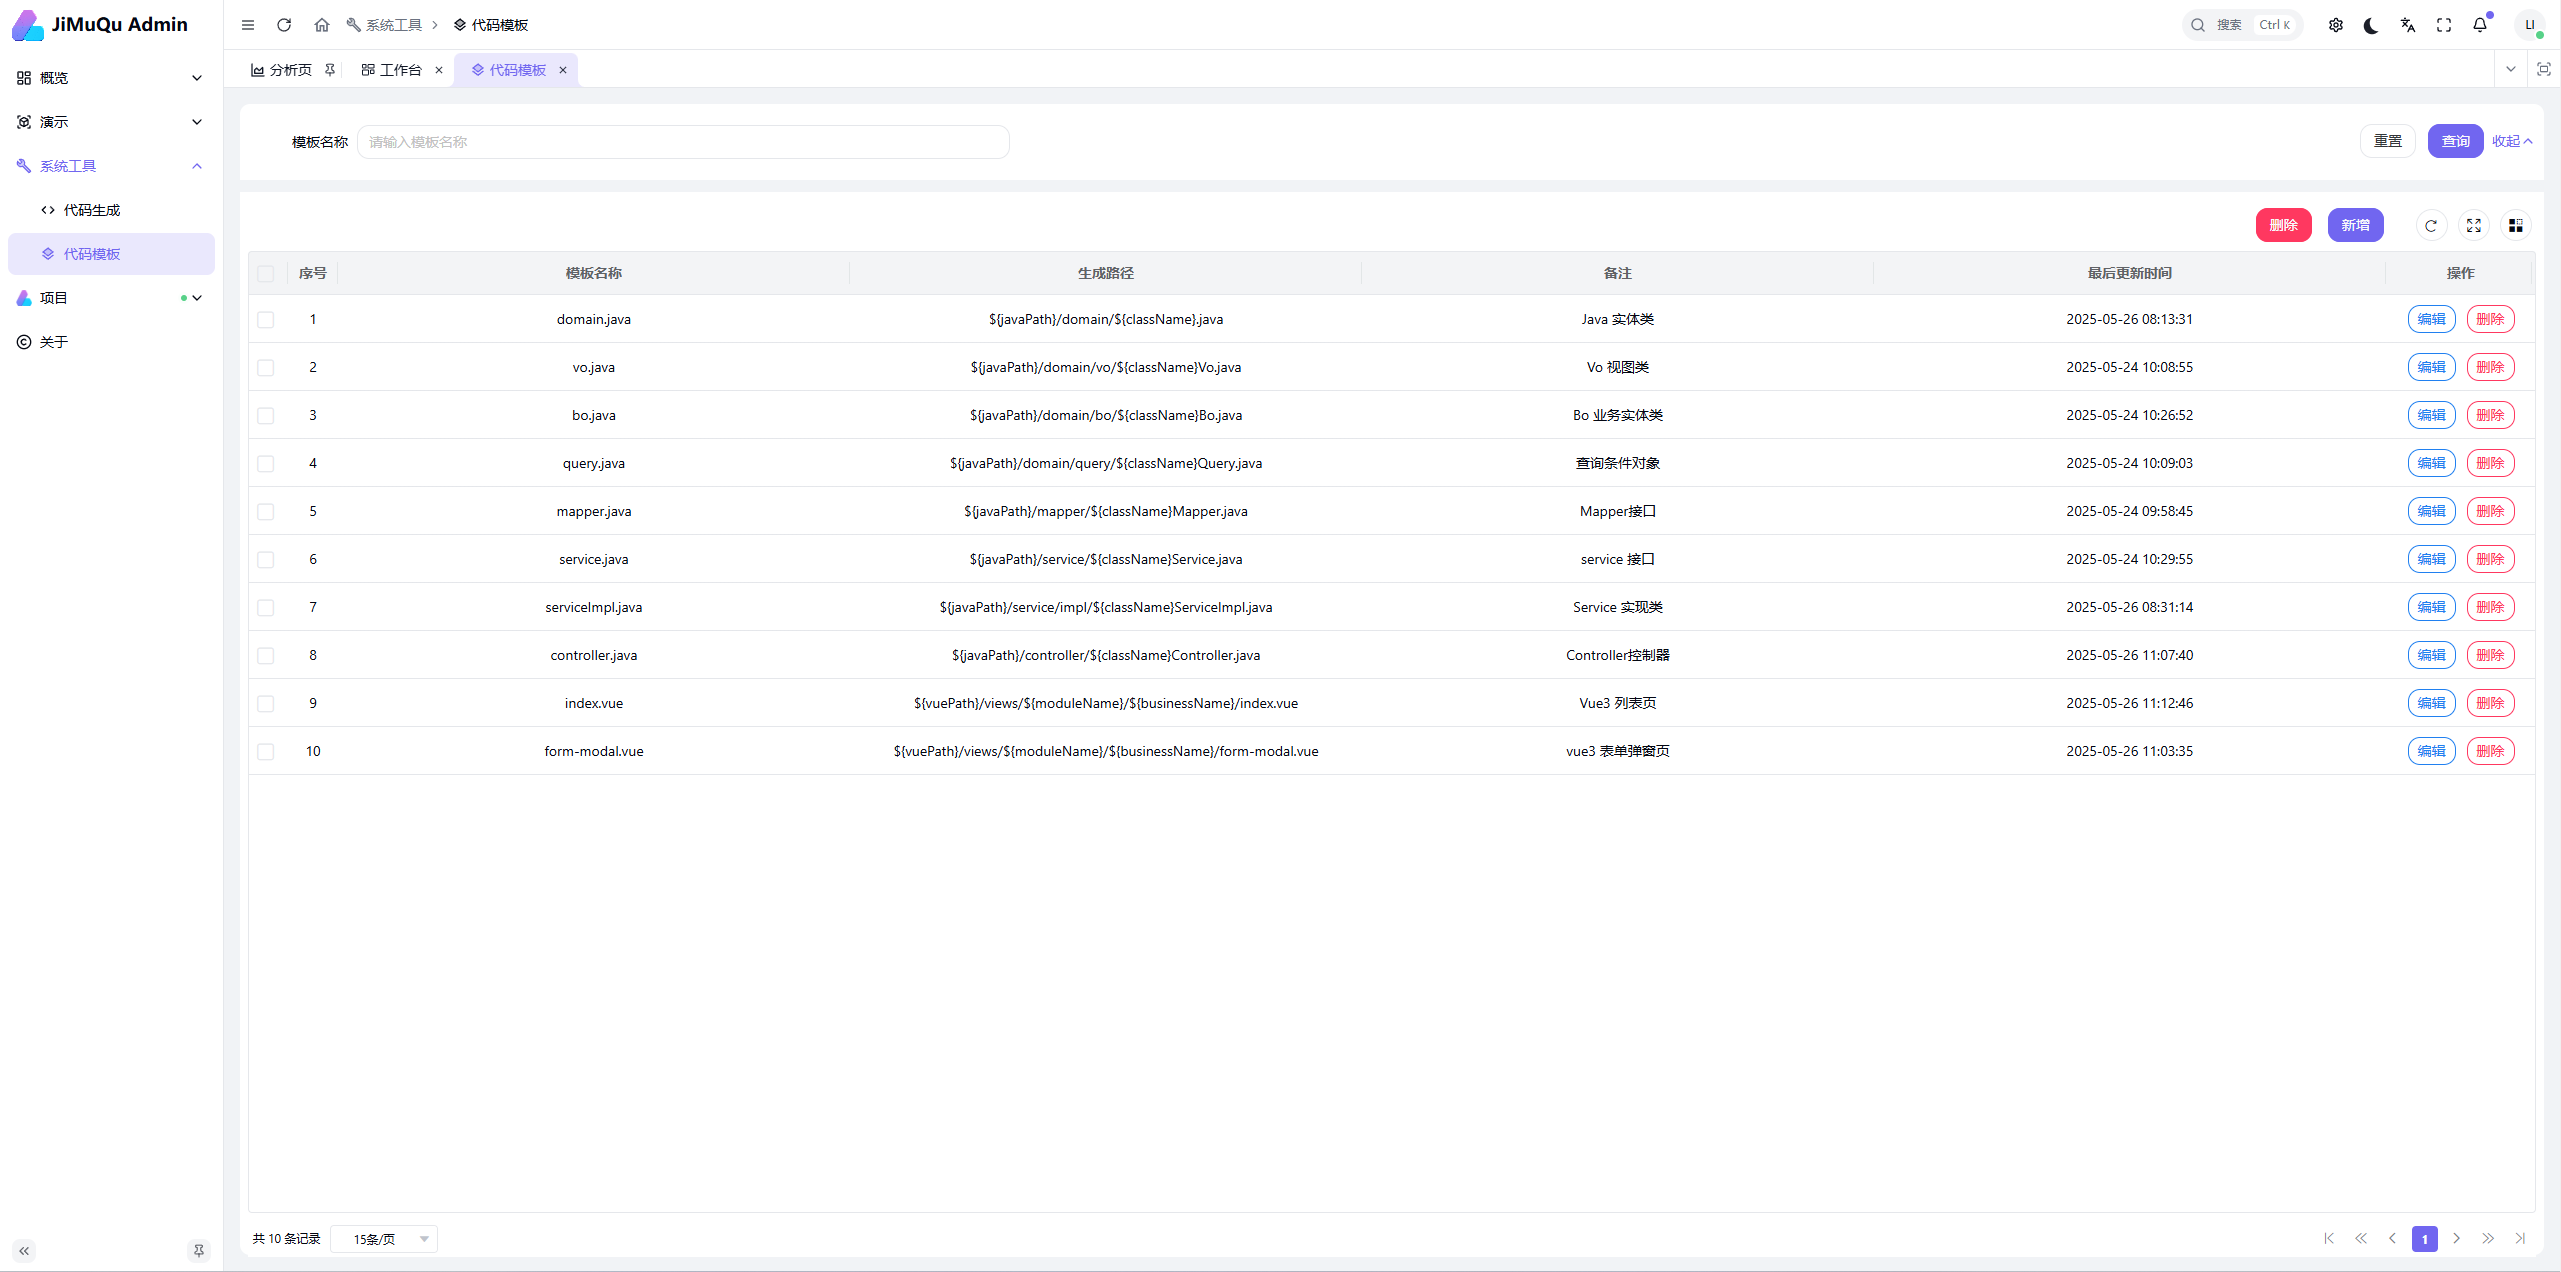 JiMuQu Admin
系统工具 代码模板
搜索 Ctrl K
LI
概览
演示
系统工具
代码生成
代码模板
项目
关于
分析页 工作台 代码模板
模板名称 请输入模板名称 重置 查询 收起
删除 新增
序号 模板名称 生成路径 备注 最后更新时间 操作
1 domain.java ${javaPath}/domain/${className}.java Java 实体类 2025-05-26 08:13:31 编辑 删除
2 vo.java ${javaPath}/domain/vo/${className}Vo.java Vo 视图类 2025-05-24 10:08:55 编辑 删除
3 bo.java ${javaPath}/domain/bo/${className}Bo.java Bo 业务实体类 2025-05-24 10:26:52 编辑 删除
4 query.java ${javaPath}/domain/query/${className}Query.java 查询条件对象 2025-05-24 10:09:03 编辑 删除
5 mapper.java ${javaPath}/mapper/${className}Mapper.java Mapper接口 2025-05-24 09:58:45 编辑 删除
6 service.java ${javaPath}/service/${className}Service.java service 接口 2025-05-24 10:29:55 编辑 删除
7 serviceImpl.java ${javaPath}/service/impl/${className}ServiceImpl.java Service 实现类 2025-05-26 08:31:14 编辑 删除
8 controller.java ${javaPath}/controller/${className}Controller.java Controller控制器 2025-05-26 11:07:40 编辑 删除
9 index.vue ${vuePath}/views/${moduleName}/${businessName}/index.vue Vue3 列表页 2025-05-26 11:12:46 编辑 删除
10 form-modal.vue ${vuePath}/views/${moduleName}/${businessName}/form-modal.vue vue3 表单弹窗页 2025-05-26 11:03:35 编辑 删除
共 10 条记录 15条/页 1